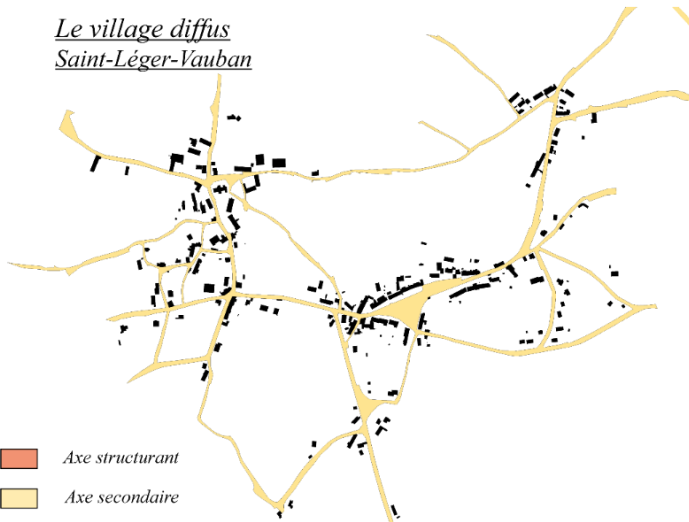 Le village diffus
Saint-Léger-Vauban
Axe structurant
Axe secondaire